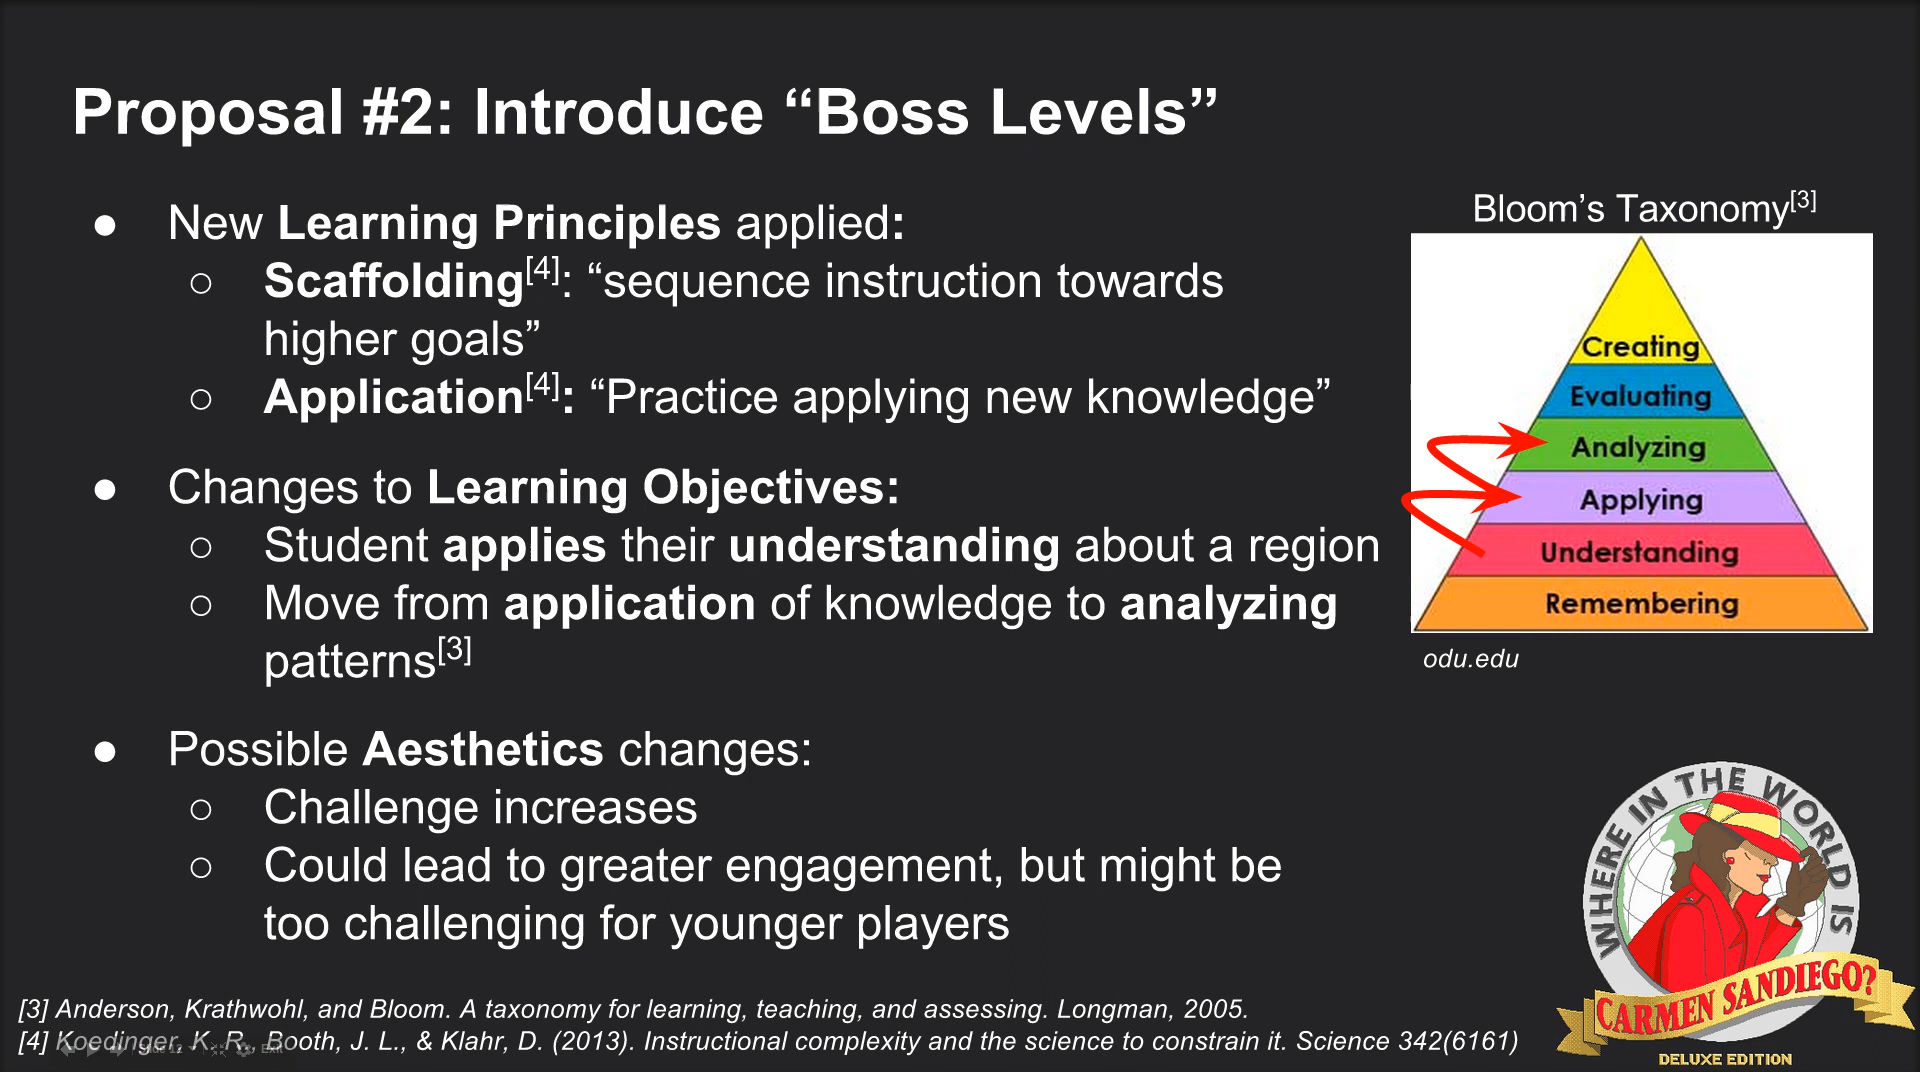 Proposal #2: Introduce “Boss Levels”
● New Learning Principles applied:
○ Scaffolding[4]: “sequence instruction towards
higher goals”
○ Application[4]: “Practice applying new knowledge”
● Changes to Learning Objectives:
○ Student applies their understanding about a region
○ Move from application of knowledge to analyzing
patterns[3]
● Possible Aesthetics changes:
○ Challenge increases
○ Could lead to greater engagement, but might be
too challenging for younger players
Bloom’s Taxonomy[3]
Creating
Evaluating
Analyzing
Applying
Understanding
Remembering
odu.edu
WHERE IN THE WORLD IS
CARMEN SANDIEGO?
DELUXE EDITION
[3] Anderson, Krathwohl, and Bloom. A taxonomy for learning, teaching, and assessing. Longman, 2005.
[4] Koedinger, K. R., Booth, J. L., & Klahr, D. (2013). Instructional complexity and the science to constrain it. Science 342(6161)